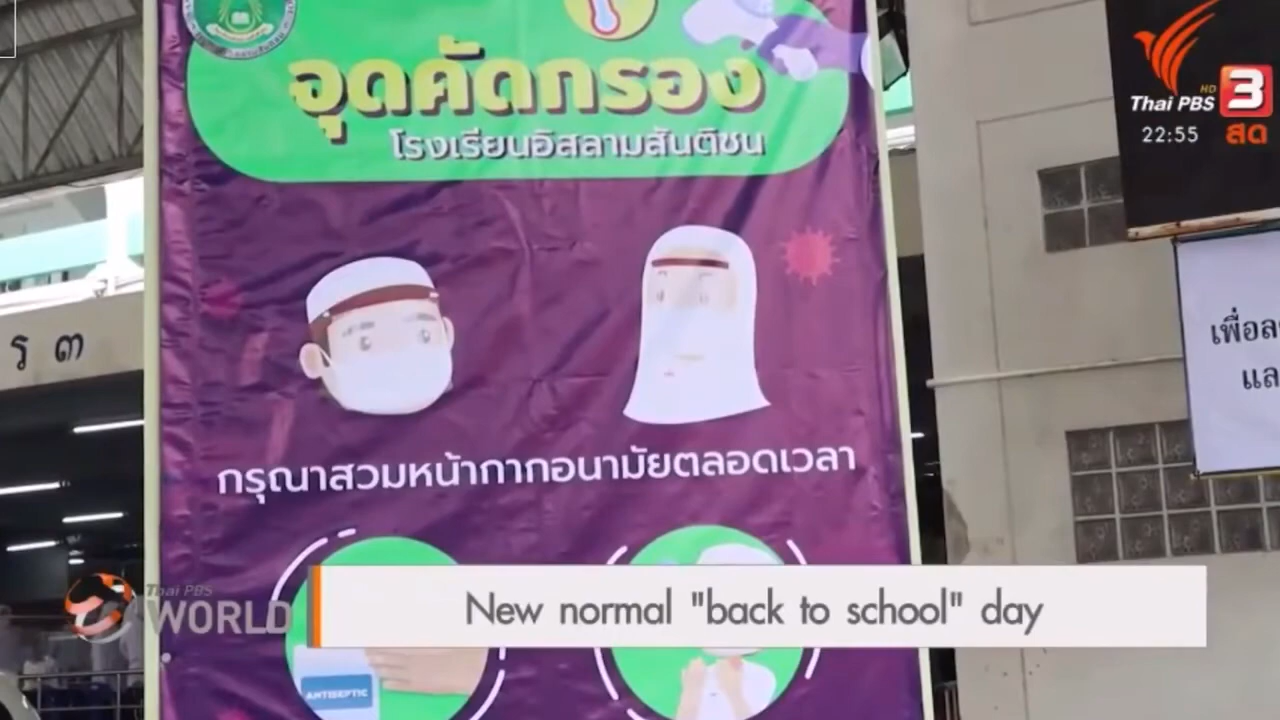 จุดคัดกรอง
โรงเรียนอิสลามสันติชน
Thai PBS HD 3
22:55 สด
ร ๓
เพื่อล
แล
กรุณาสวมหน้ากากอนามัยตลอดเวลา
Thai PBS
WORLD
New normal "back to school" day
ANTISEPTIC